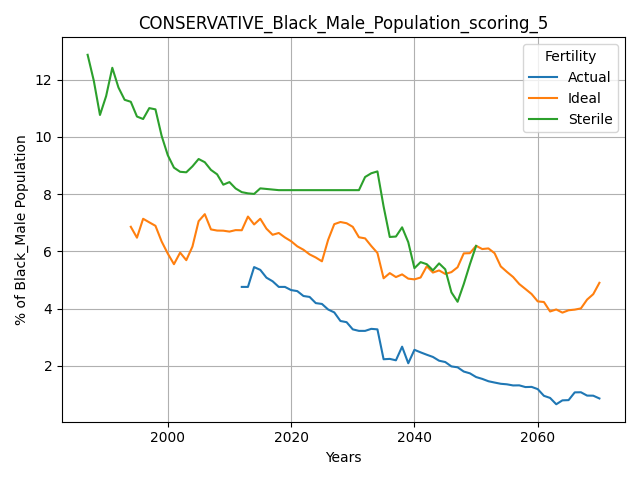 CONSERVATIVE_Black_Male_Population_scoring_5
% of Black_Male Population
12
10
8
6
4
2
Fertility
Actual
Ideal
Sterile
2000
2020
2040
2060
Years